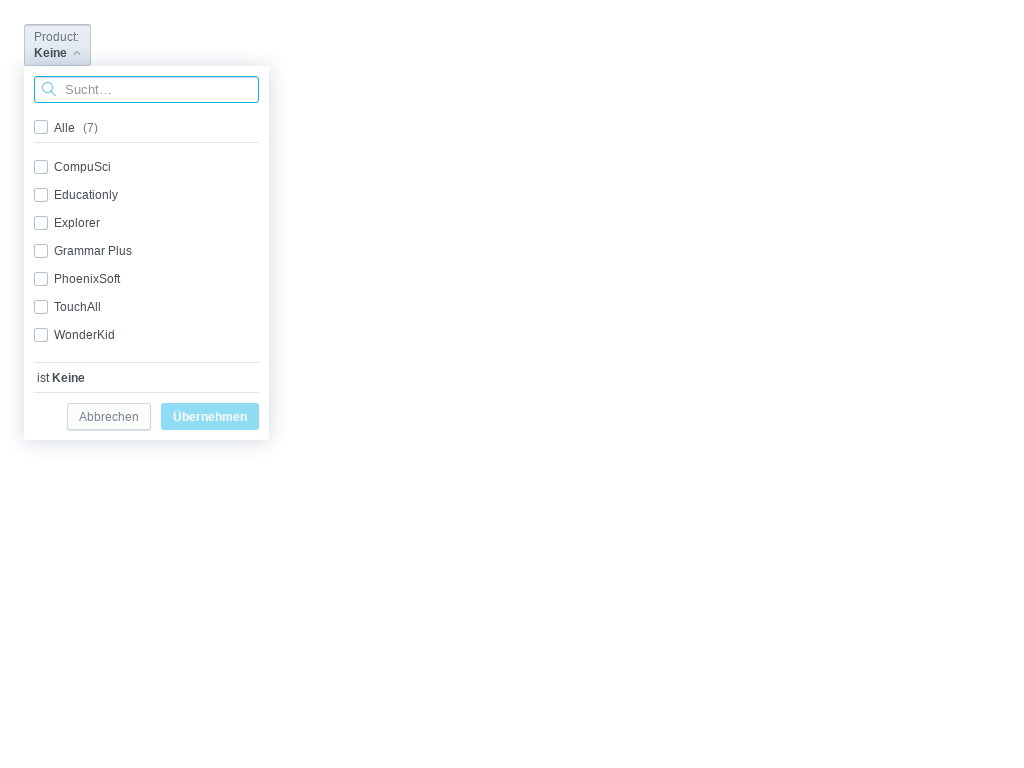 Product:
Keine
Sucht...
Alle (7)
CompuSci
Educationly
Explorer
Grammar Plus
PhoenixSoft
TouchAll
WonderKid
ist Keine
Abbrechen Übernehmen